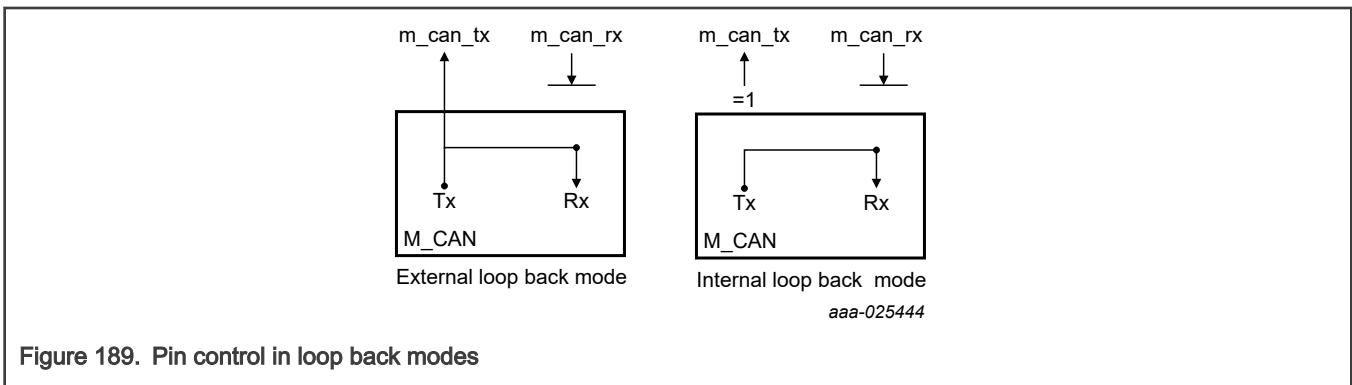 m_can_tx m_can_rx m_can_tx m_can_rx
=1
Tx Rx Tx Rx
M_CAN M_CAN
External loop back mode Internal loop back mode
aaa-025444
Figure 189. Pin control in loop back modes